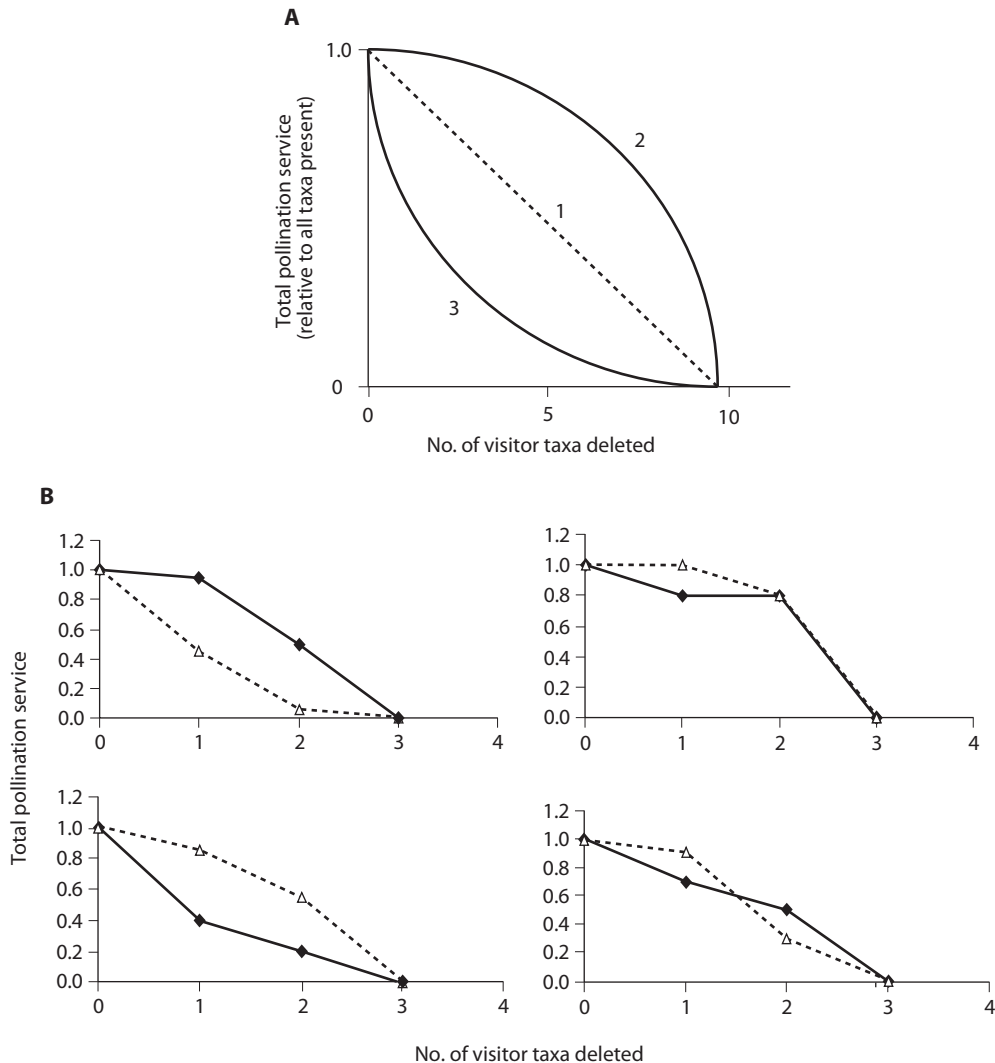 A
1.0
Total pollination service
(relative to all taxa present)
2
1
3
0
0 5 10
No. of visitor taxa deleted
B
Total pollination service
1.2
1.0
0.8
0.6
0.4
0.2
0.0
0 1 2 3 4
1.2
1.0
0.8
0.6
0.4
0.2
0.0
0 1 2 3 4
1.2
1.0
0.8
0.6
0.4
0.2
0.0
0 1 2 3 4
1.2
1.0
0.8
0.6
0.4
0.2
0.0
0 1 2 3 4
No. of visitor taxa deleted